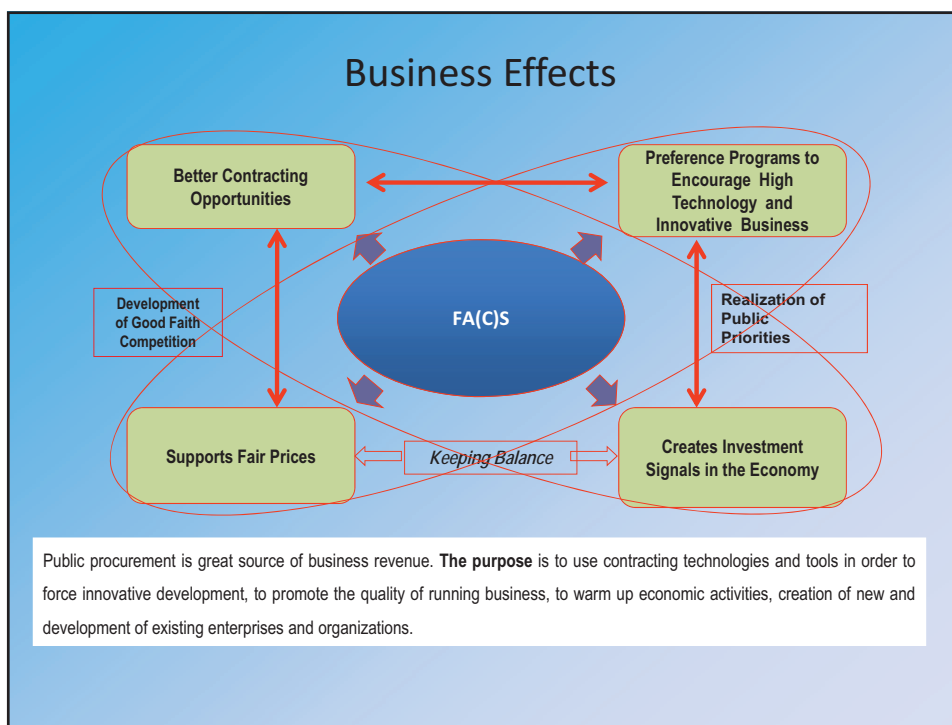 Business Effects
Better Contracting
Opportunities
Preference Programs to
Encourage High
Technology and
Innovative Business
Development
of Good Faith
Competition
FA(C)S
Realization of
Public
Priorities
Supports Fair Prices
Keeping Balance
Creates Investment
Signals in the Economy
Public procurement is great source of business revenue. The purpose is to use contracting technologies and tools in order to
force innovative development, to promote the quality of running business, to warm up economic activities, creation of new and
development of existing enterprises and organizations.